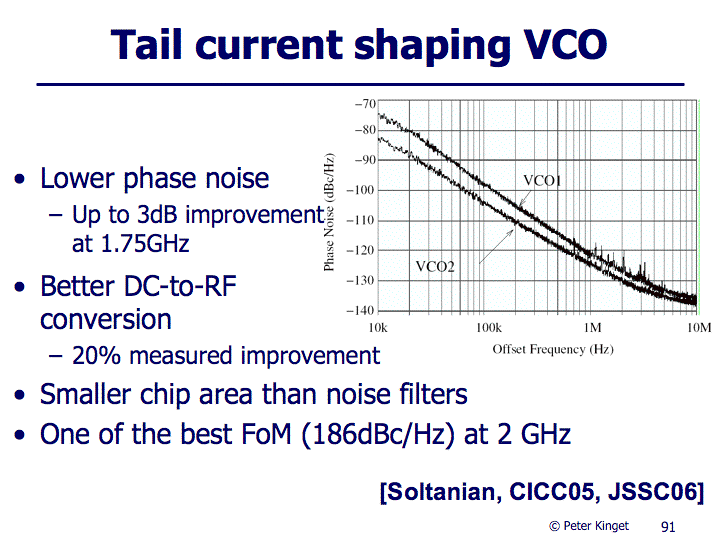 Tail current shaping VCO
• Lower phase noise
– Up to 3dB improvement
at 1.75GHz
• Better DC-to-RF
conversion
– 20% measured improvement
• Smaller chip area than noise filters
• One of the best FoM (186dBc/Hz) at 2 GHz
Phase Noise (dBc/Hz)
−70
−80
−90
−100
−110
−120
−130
−140
VCO1
VCO2
10k 100k 1M 10M
Offset Frequency (Hz)
[Soltanian, CICC05, JSSC06]
© Peter Kinget 91